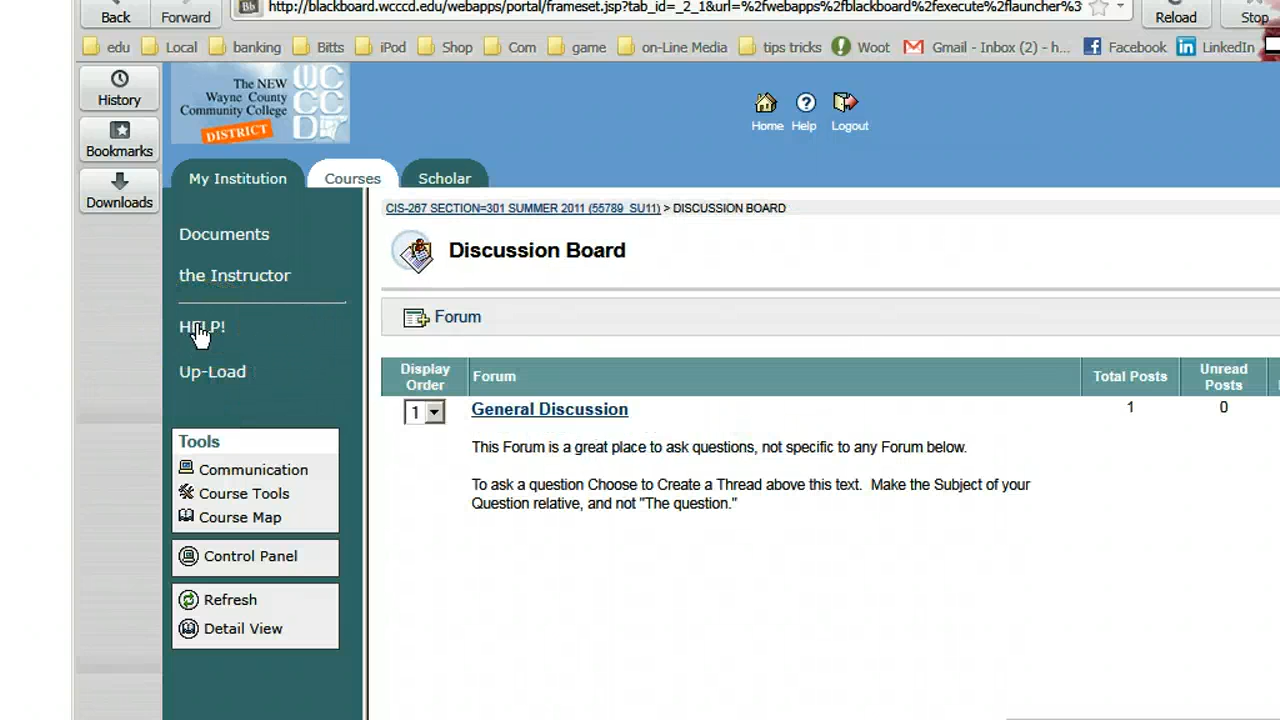 Back
Forward
http://blackboard.wcccd.edu/webapps/portal/frameset.jsp?tab_id=_2_1&url=%2fwebapps%2fblackboard%2fexecute%2flauncher%3
Reload
Stop
edu Local banking Bitts iPod Shop Com game on-Line Media tips tricks Woot Gmail - Inbox (2) - h... Facebook LinkedIn
History
Bookmarks
Downloads
The NEW
Wayne County
Community College
DISTRICT
WC
CC
D
Home Help Logout
My Institution Courses Scholar
Documents
the Instructor
HELP!
Up-Load
Tools
Communication
Course Tools
Course Map
Control Panel
Refresh
Detail View
CIS-267 SECTION=301 SUMMER 2011 (55789_SU11) > DISCUSSION BOARD
Discussion Board
Forum
Display Order
Forum
Total Posts
Unread Posts
1
General Discussion
1
0
This Forum is a great place to ask questions, not specific to any Forum below.
To ask a question Choose to Create a Thread above this text. Make the Subject of your
Question relative, and not "The question."